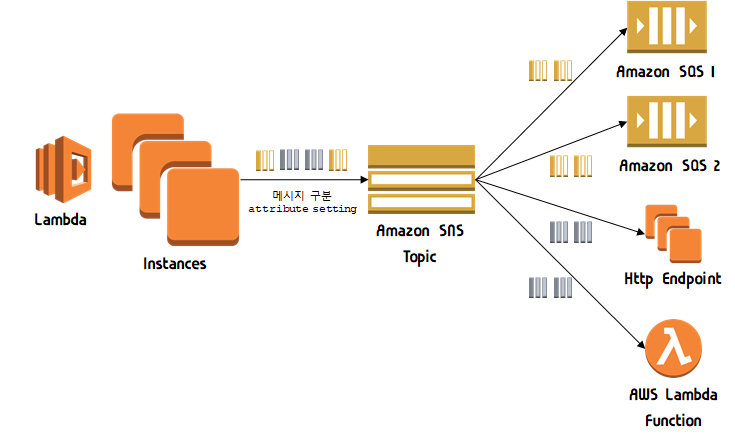 Lambda
Instances
메시지 구분
attribute setting
Amazon SNS
Topic
Amazon SQS 1
Amazon SQS 2
Http Endpoint
AWS Lambda
Function